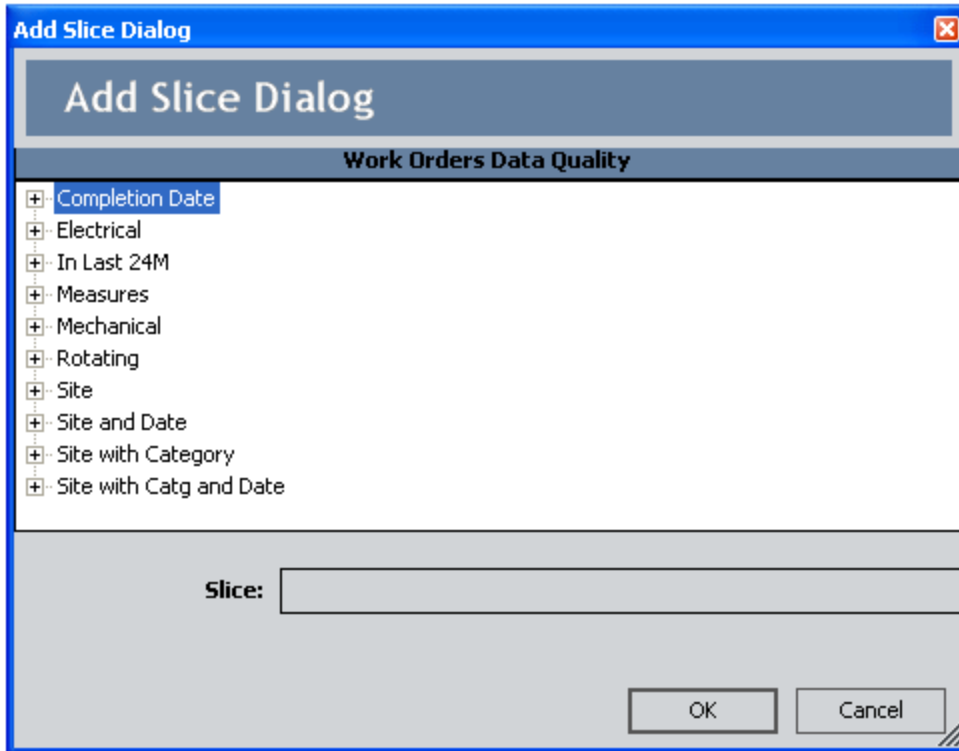 Add Slice Dialog
Add Slice Dialog
Work Orders Data Quality
Completion Date
Electrical
In Last 24M
Measures
Mechanical
Rotating
Site
Site and Date
Site with Category
Site with Catg and Date
Slice:
OK Cancel